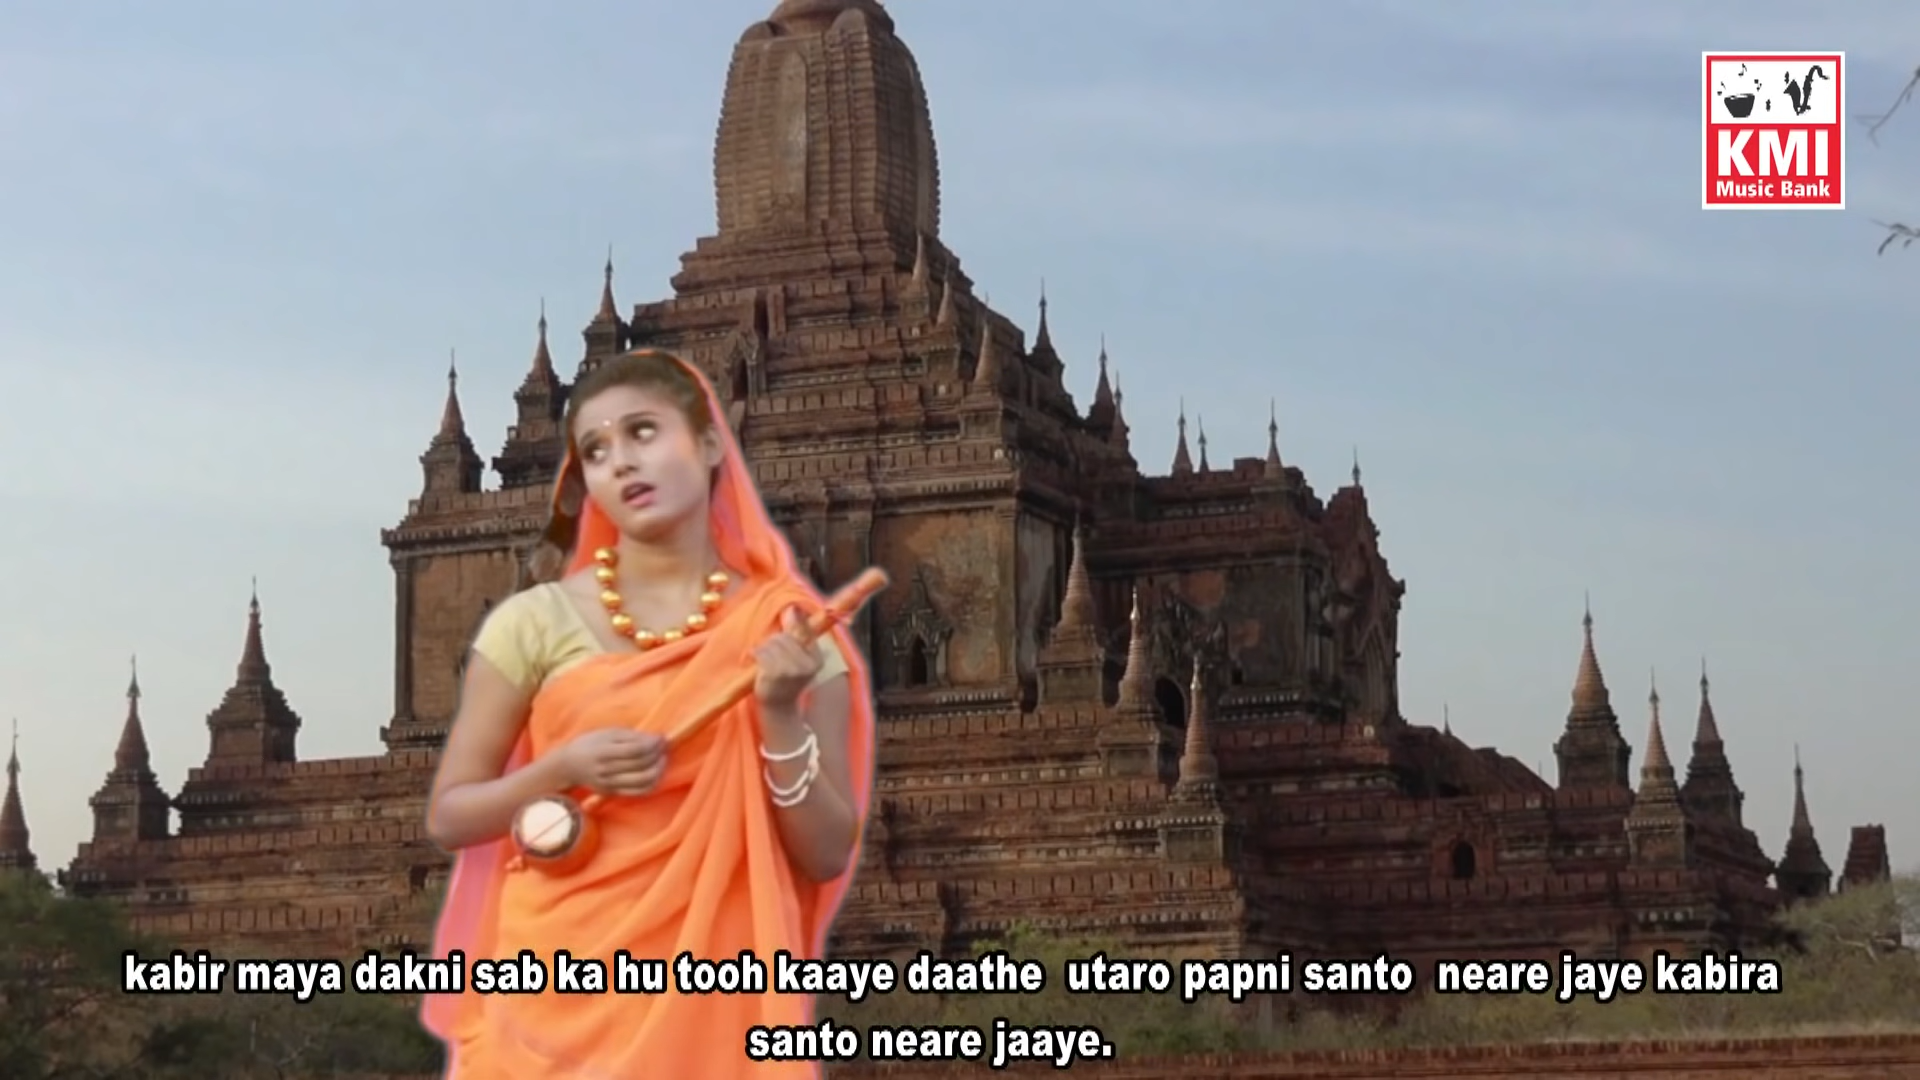 KMI
Music Bank
kabir maya dakni sab ka hu tooh kaaye daathe  utaro papni santo  neare jaye kabira
santo neare jaaye.